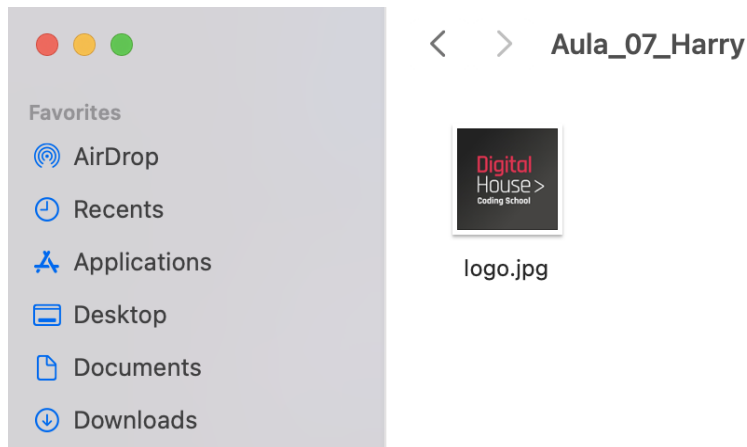 Favorites
AirDrop
Recents
Applications
Desktop
Documents
Downloads
Aula_07_Harry
Digital
House>
Coding School
logo.jpg